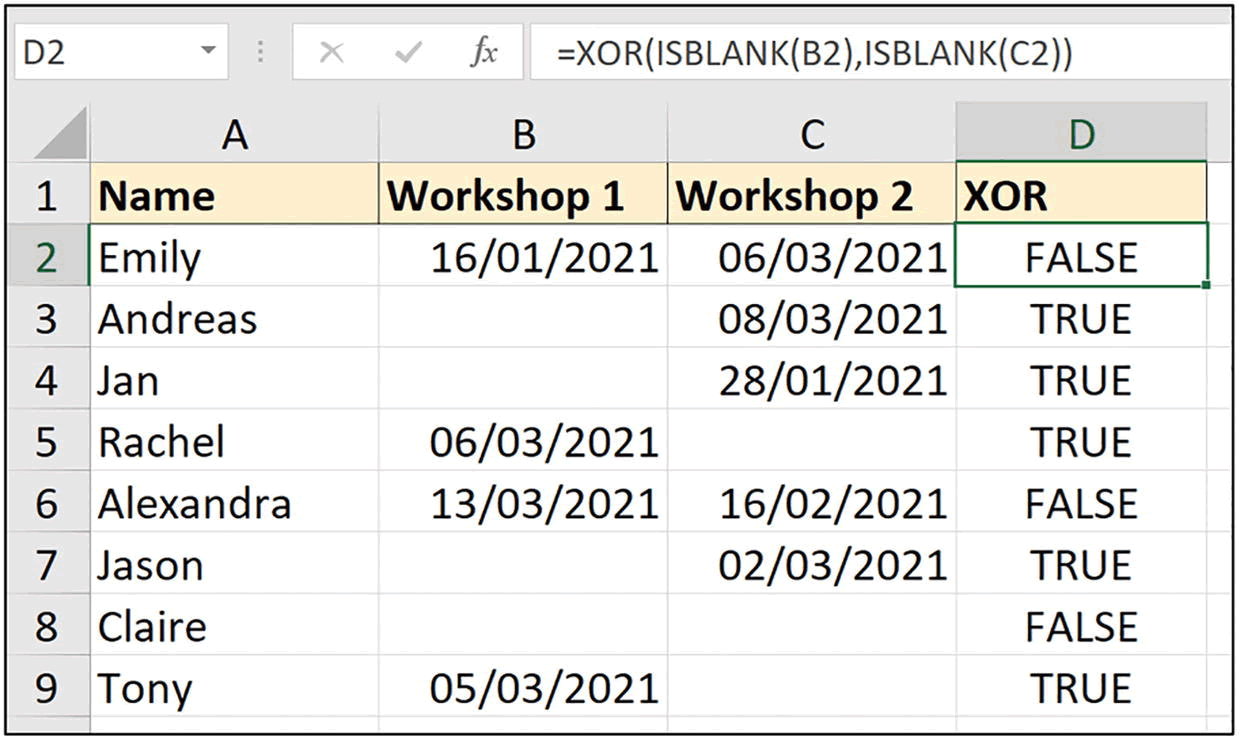 D2 fx =XOR(ISBLANK(B2),ISBLANK(C2))
A B C D
1 Name Workshop 1 Workshop 2 XOR
2 Emily 16/01/2021 06/03/2021 FALSE
3 Andreas 08/03/2021 TRUE
4 Jan 28/01/2021 TRUE
5 Rachel 06/03/2021 TRUE
6 Alexandra 13/03/2021 16/02/2021 FALSE
7 Jason 02/03/2021 TRUE
8 Claire FALSE
9 Tony 05/03/2021 TRUE